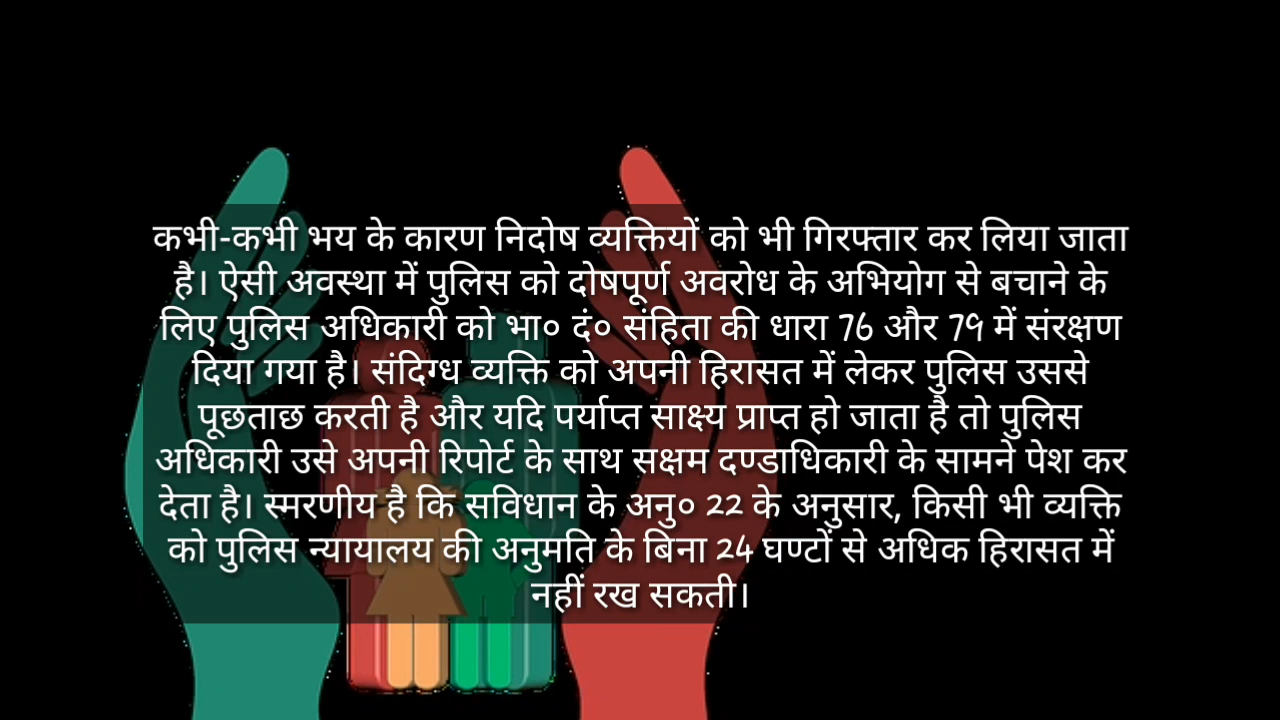 कभी-कभी भय के कारण निदोष व्यक्तियों को भी गिरफ्तार कर लिया जाता
है। ऐसी अवस्था में पुलिस को दोषपूर्ण अवरोध के अभियोग से बचाने के
लिए पुलिस अधिकारी को भा० दं० संहिता की धारा 76 और 79 में संरक्षण
दिया गया है। संदिग्ध व्यक्ति को अपनी हिरासत में लेकर पुलिस उससे
पूछताछ करती है और यदि पर्याप्त साक्ष्य प्राप्त हो जाता है तो पुलिस
अधिकारी उसे अपनी रिपोर्ट के साथ सक्षम दण्डाधिकारी के सामने पेश कर
देता है। स्मरणीय है कि सविधान के अनु० 22 के अनुसार, किसी भी व्यक्ति
को पुलिस न्यायालय की अनुमति के बिना 24 घण्टों से अधिक हिरासत में
नहीं रख सकती।